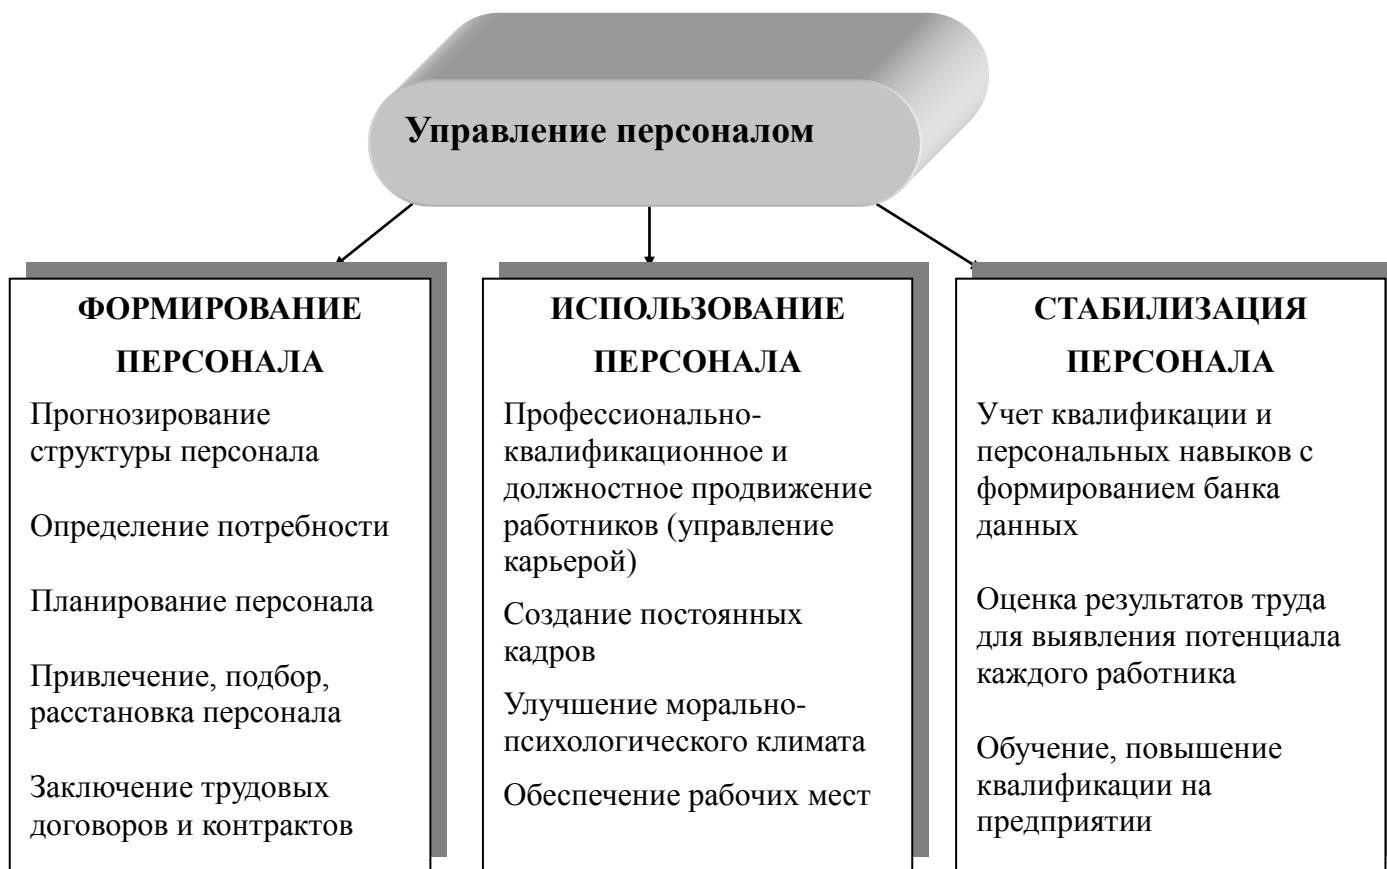 Управление персоналом
ФОРМИРОВАНИЕ
ПЕРСОНАЛА
Прогнозирование
структуры персонала
Определение потребности
Планирование персонала
Привлечение, подбор,
расстановка персонала
Заключение трудовых
договоров и контрактов
ИСПОЛЬЗОВАНИЕ
ПЕРСОНАЛА
Профессионально-
квалификационное и
должностное продвижение
работников (управление
карьерой)
Создание постоянных
кадров
Улучшение морально-
психологического климата
Обеспечение рабочих мест
СТАБИЛИЗАЦИЯ
ПЕРСОНАЛА
Учет квалификации и
персональных навыков с
формированием банка
данных
Оценка результатов труда
для выявления потенциала
каждого работника
Обучение, повышение
квалификации на
предприятии